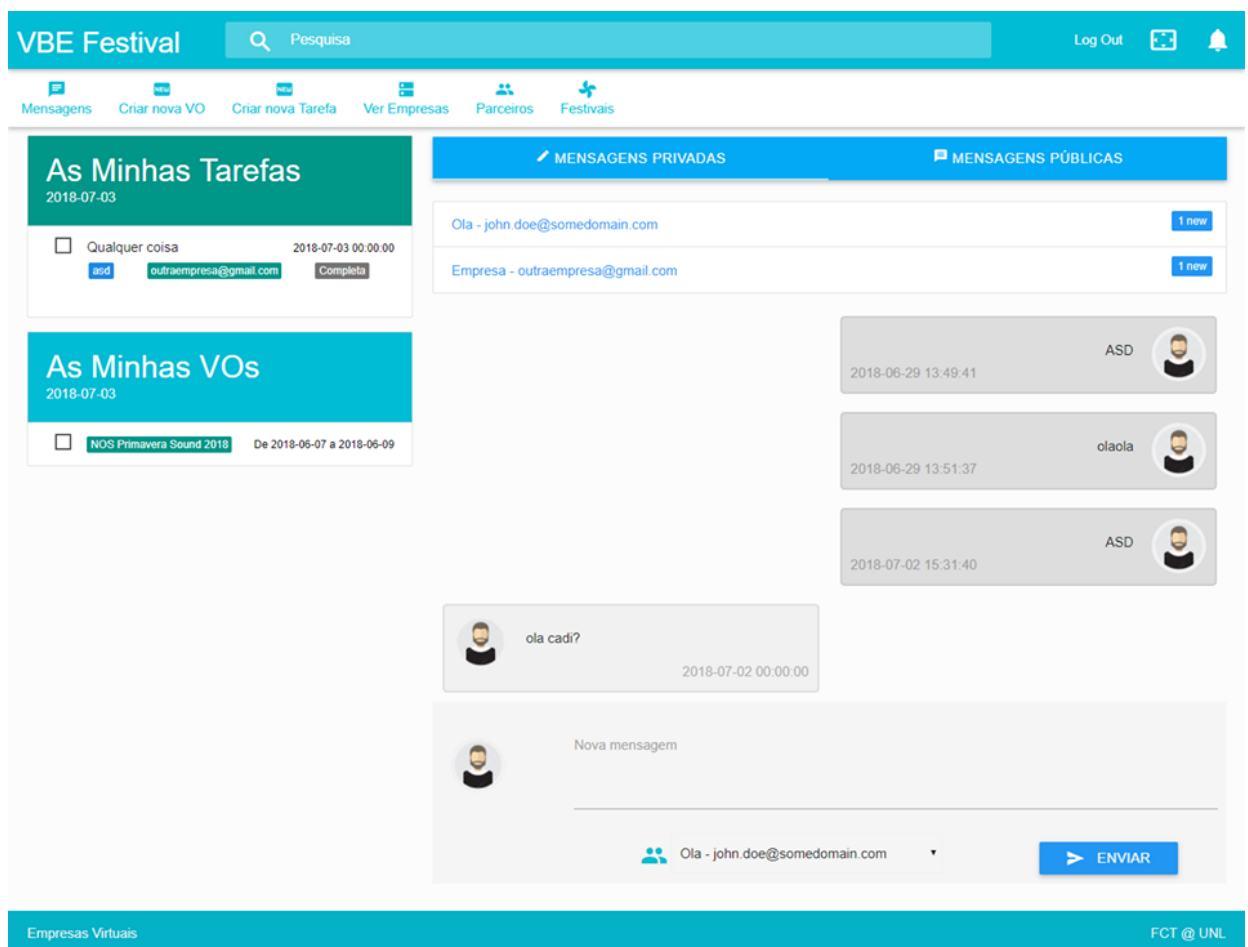 VBE Festival
Pesquisa
Log Out
Mensagens
NEW
Criar nova VO
NEW
Criar nova Tarefa
Ver Empresas
Parceiros
Festivais
As Minhas Tarefas
2018-07-03
Qualquer coisa 2018-07-03 00:00:00
asd outraempresa@gmail.com Completa
As Minhas VOs
2018-07-03
NOS Primavera Sound 2018 De 2018-06-07 a 2018-06-09
MENSAGENS PRIVADAS
MENSAGENS PÚBLICAS
Ola - john.doe@somedomain.com 1 new
Empresa - outraempresa@gmail.com 1 new
ASD
2018-06-29 13:49:41
olaola
2018-06-29 13:51:37
ASD
2018-07-02 15:31:40
ola cadi?
2018-07-02 00:00:00
Nova mensagem
Ola - john.doe@somedomain.com
ENVIAR
Empresas Virtuais
FCT @ UNL